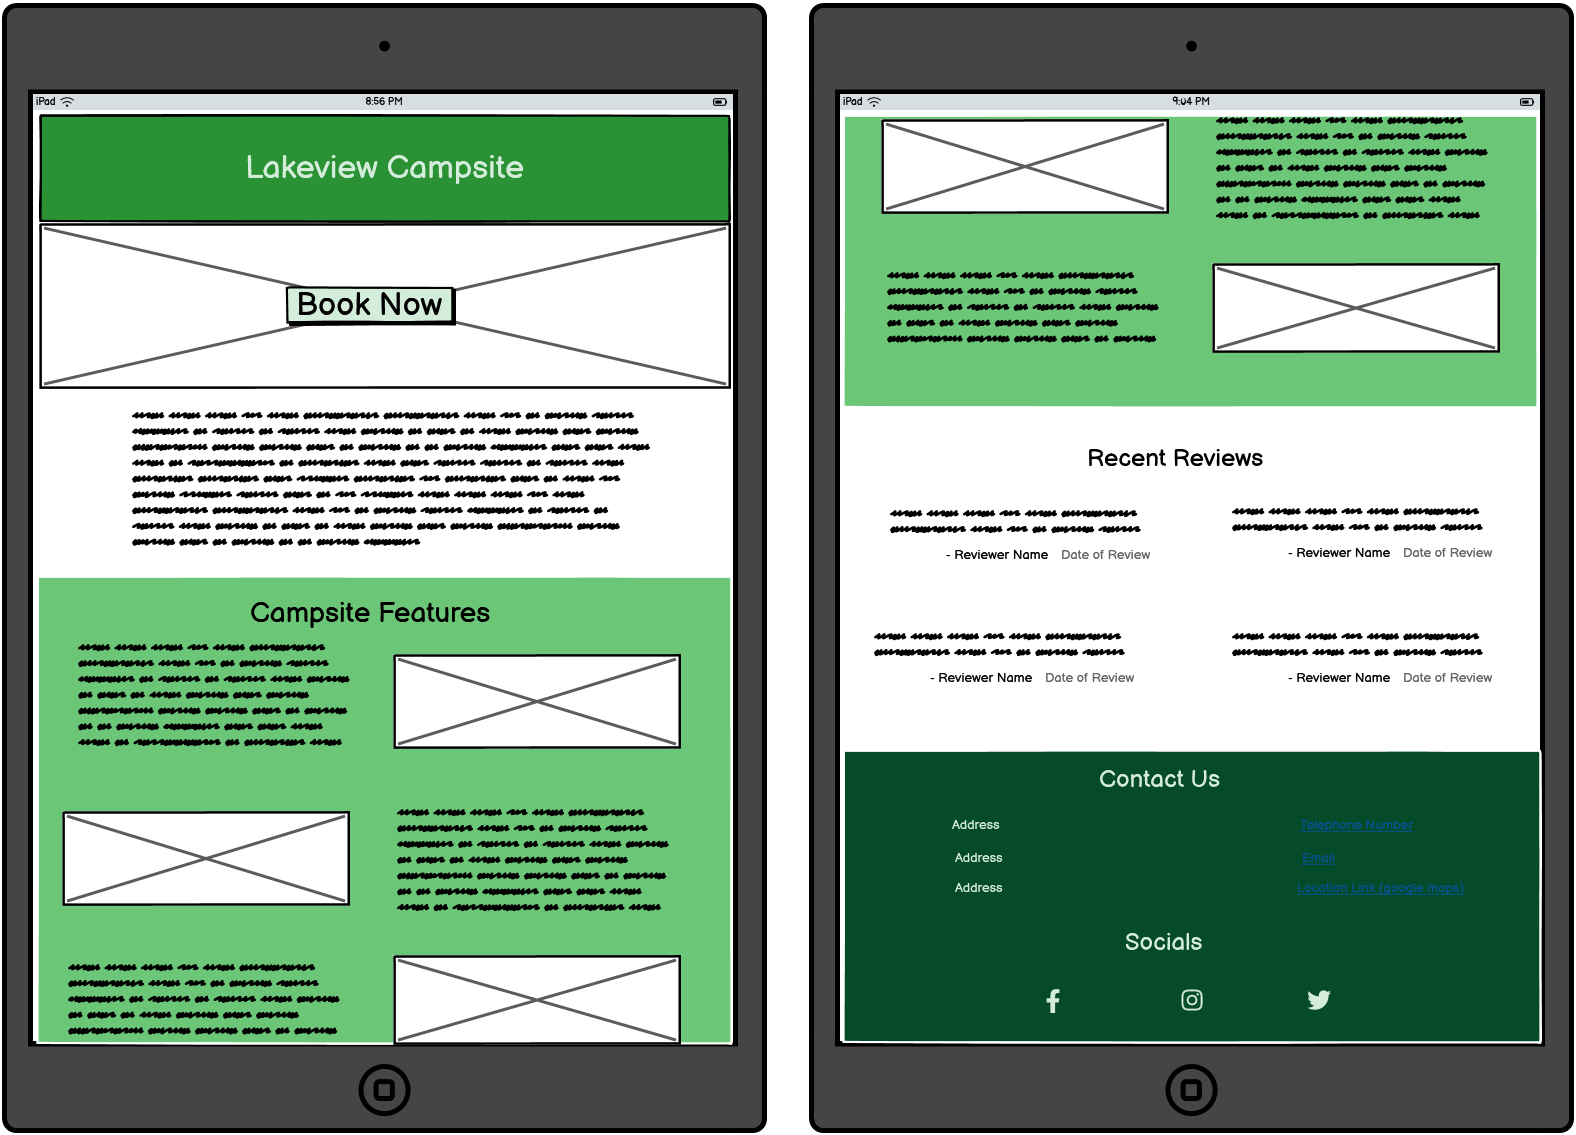 iPad
8:56 PM
Lakeview Campsite
Book Now
Campsite Features
iPad
9:04 PM
Recent Reviews
- Reviewer Name Date of Review
- Reviewer Name Date of Review
- Reviewer Name Date of Review
- Reviewer Name Date of Review
Contact Us
Address Telephone Number
Address Email
Address Location Link (google maps)
Socials